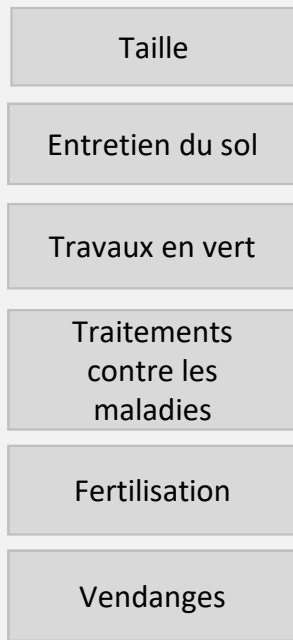 Taille
Entretien du sol
Travaux en vert
Traitements
contre les
maladies
Fertilisation
Vendanges